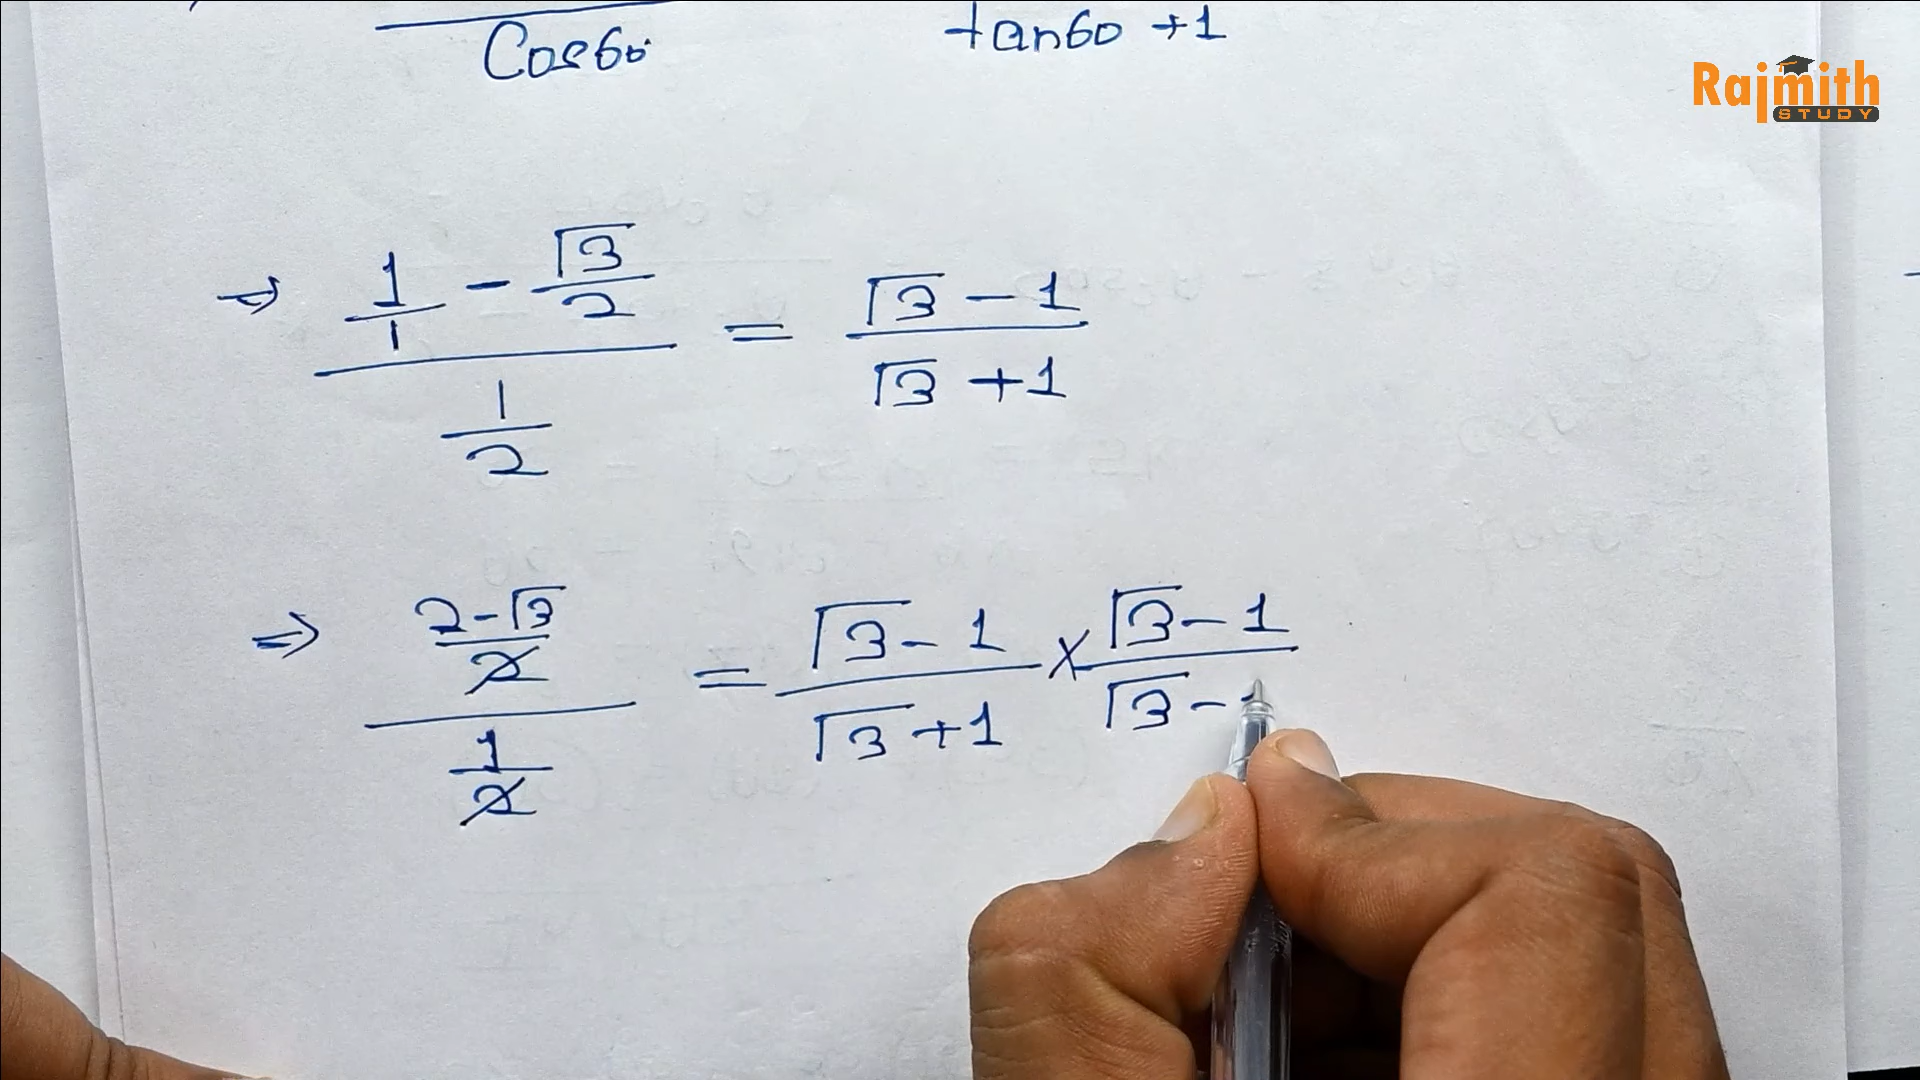 Cos60° tan60 +1
Rajmith
STUDY
⇒ 1/1 - √3/2 / 1/2 = √3 - 1 / √3 + 1
⇒ 2-√3/2 / 1/2 = √3 - 1 / √3 + 1 × √3 - 1 / √3 - 1